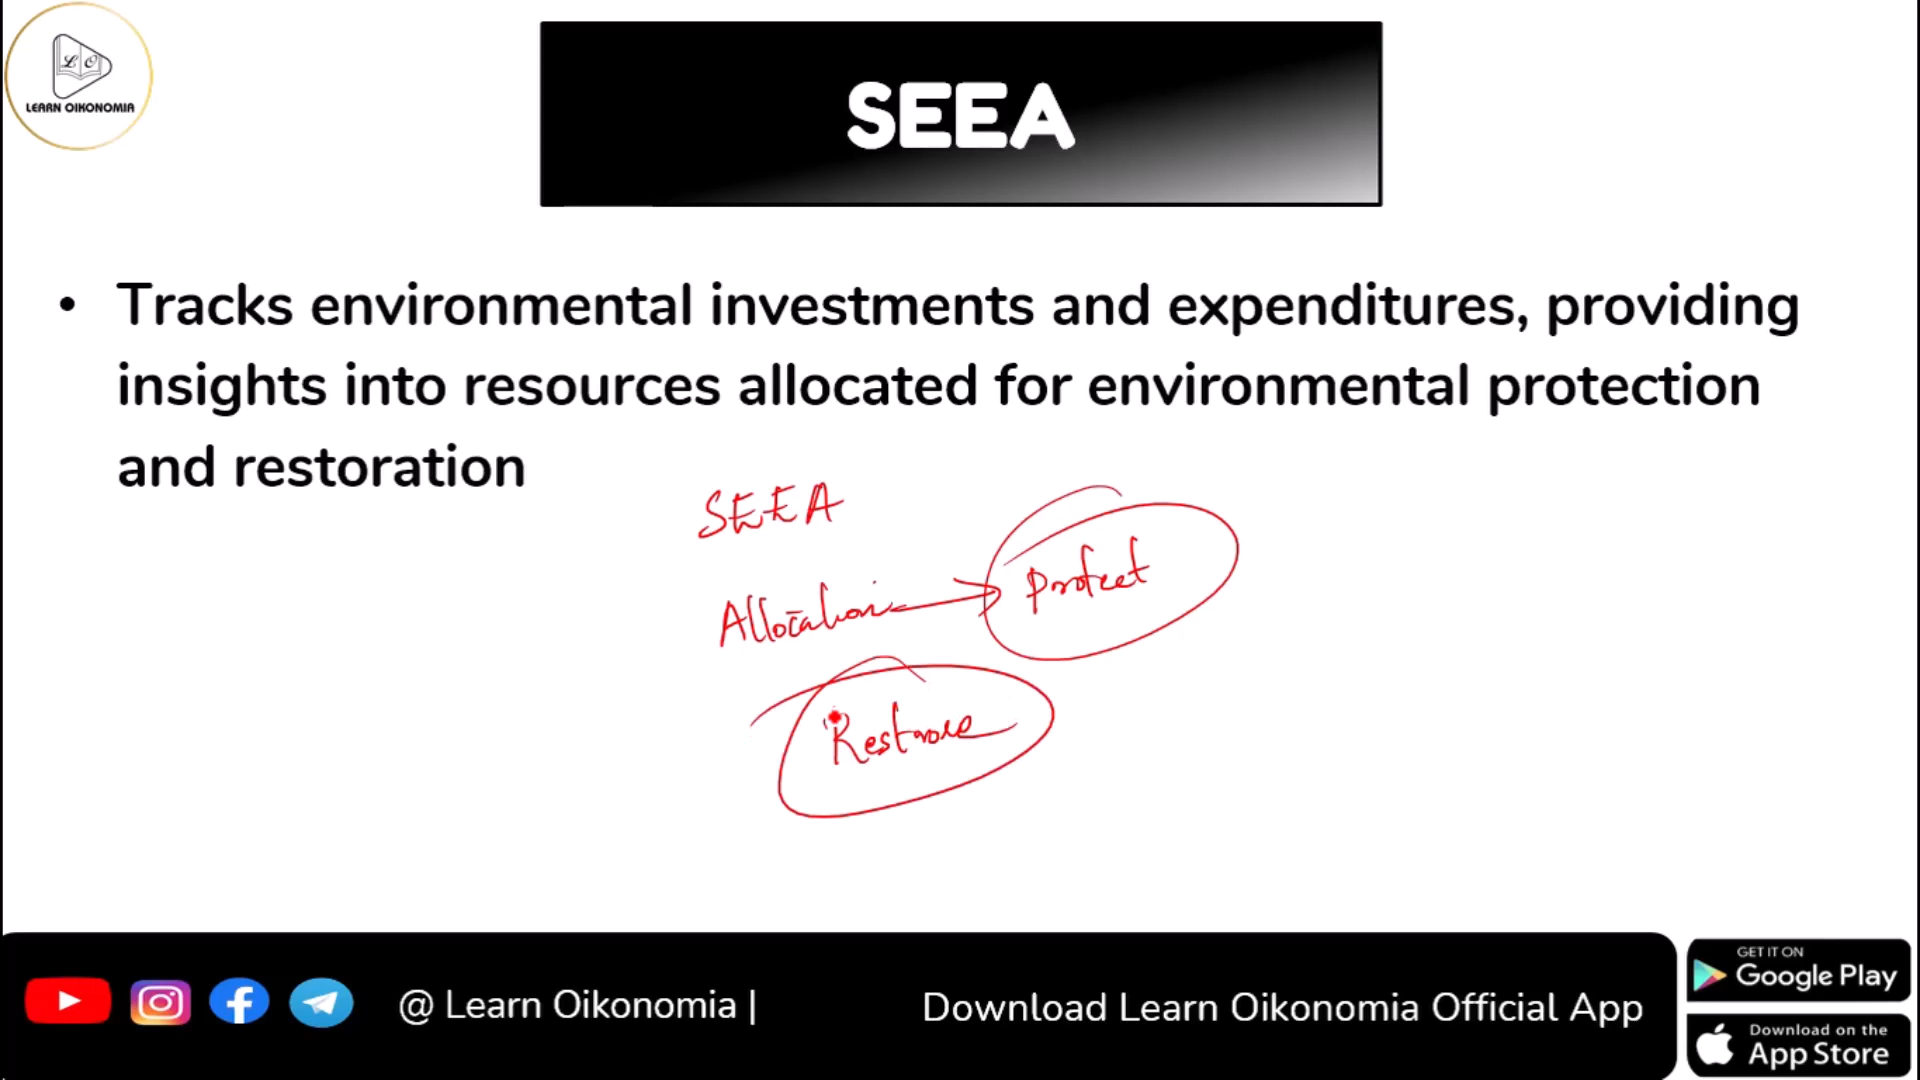 LO
LEARN OIKONOMIA
SEEA
• Tracks environmental investments and expenditures, providing
insights into resources allocated for environmental protection
and restoration
SEEA
Allocation → Protect
Restore
@ Learn Oikonomia |
Download Learn Oikonomia Official App
GET IT ON
Google Play
Download on the
App Store